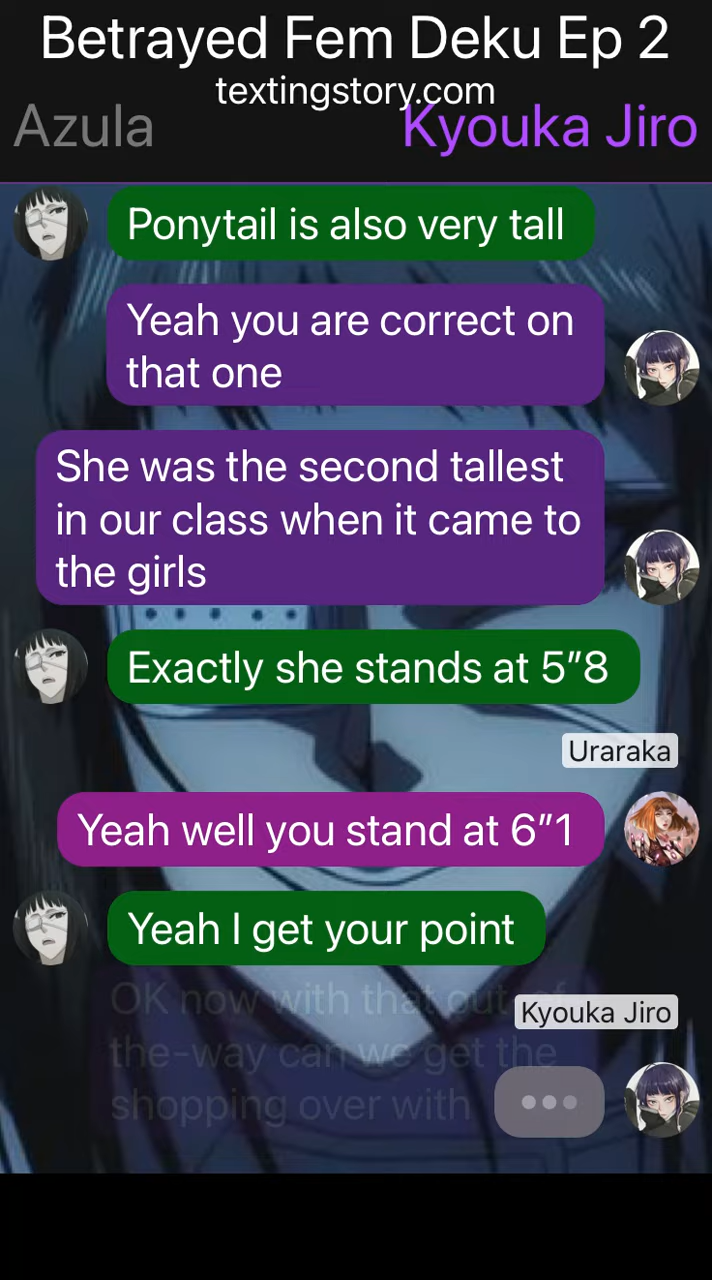 Betrayed Fem Deku Ep 2
textingstory.com
Azula
Kyouka Jiro
Ponytail is also very tall
Yeah you are correct on
that one
She was the second tallest
in our class when it came to
the girls
Exactly she stands at 5”8
Uraraka
Yeah well you stand at 6”1
Yeah I get your point
Kyouka Jiro
OK now with that out of
the-way can we get the
shopping over with